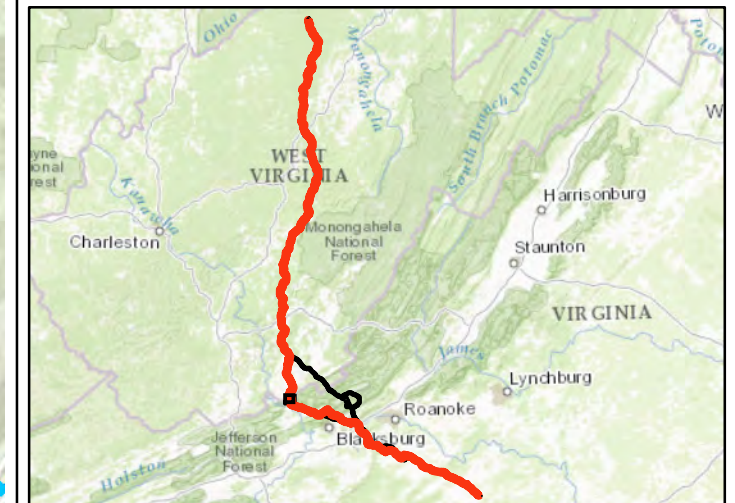 Ohio
Monongahela
South Branch Potomac
WEST
VIRGINIA
Kanawha
Charleston
Monongahela
National
Forest
Harrisonburg
Staunton
VIRGINIA
James
Lynchburg
Roanoke
Blacksburg
Jefferson
National
Forest
Holston